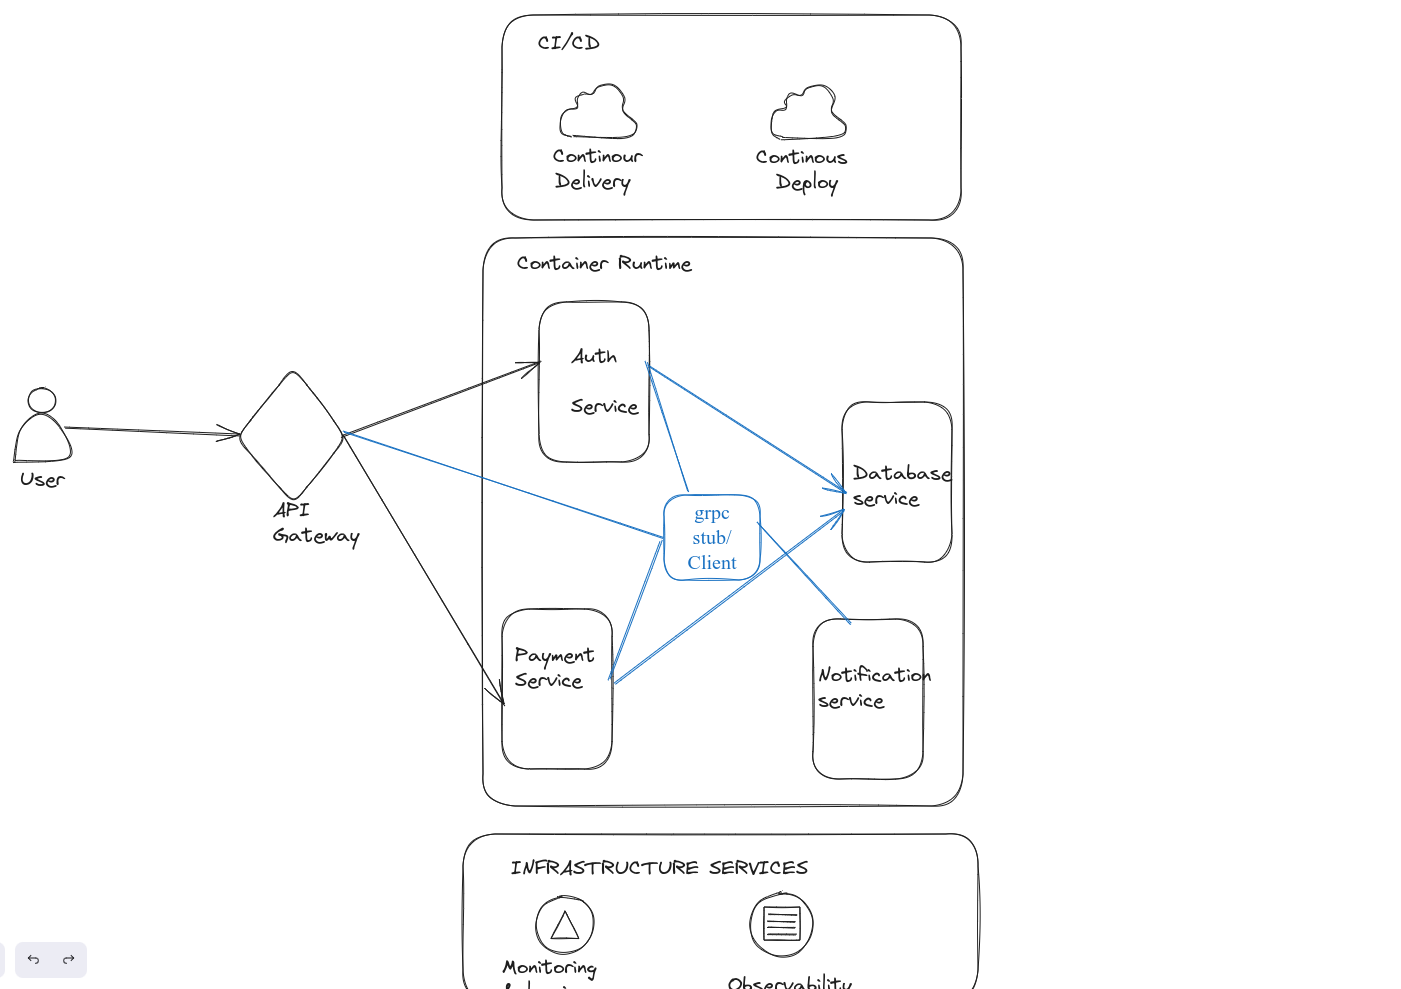 CI/CD
Continour
Delivery
Continous
Deploy
Container Runtime
Auth
Service
User
API
Gateway
Database
service
grpc
stub/
Client
Payment
Service
Notification
service
INFRASTRUCTURE SERVICES
Monitoring
Observability